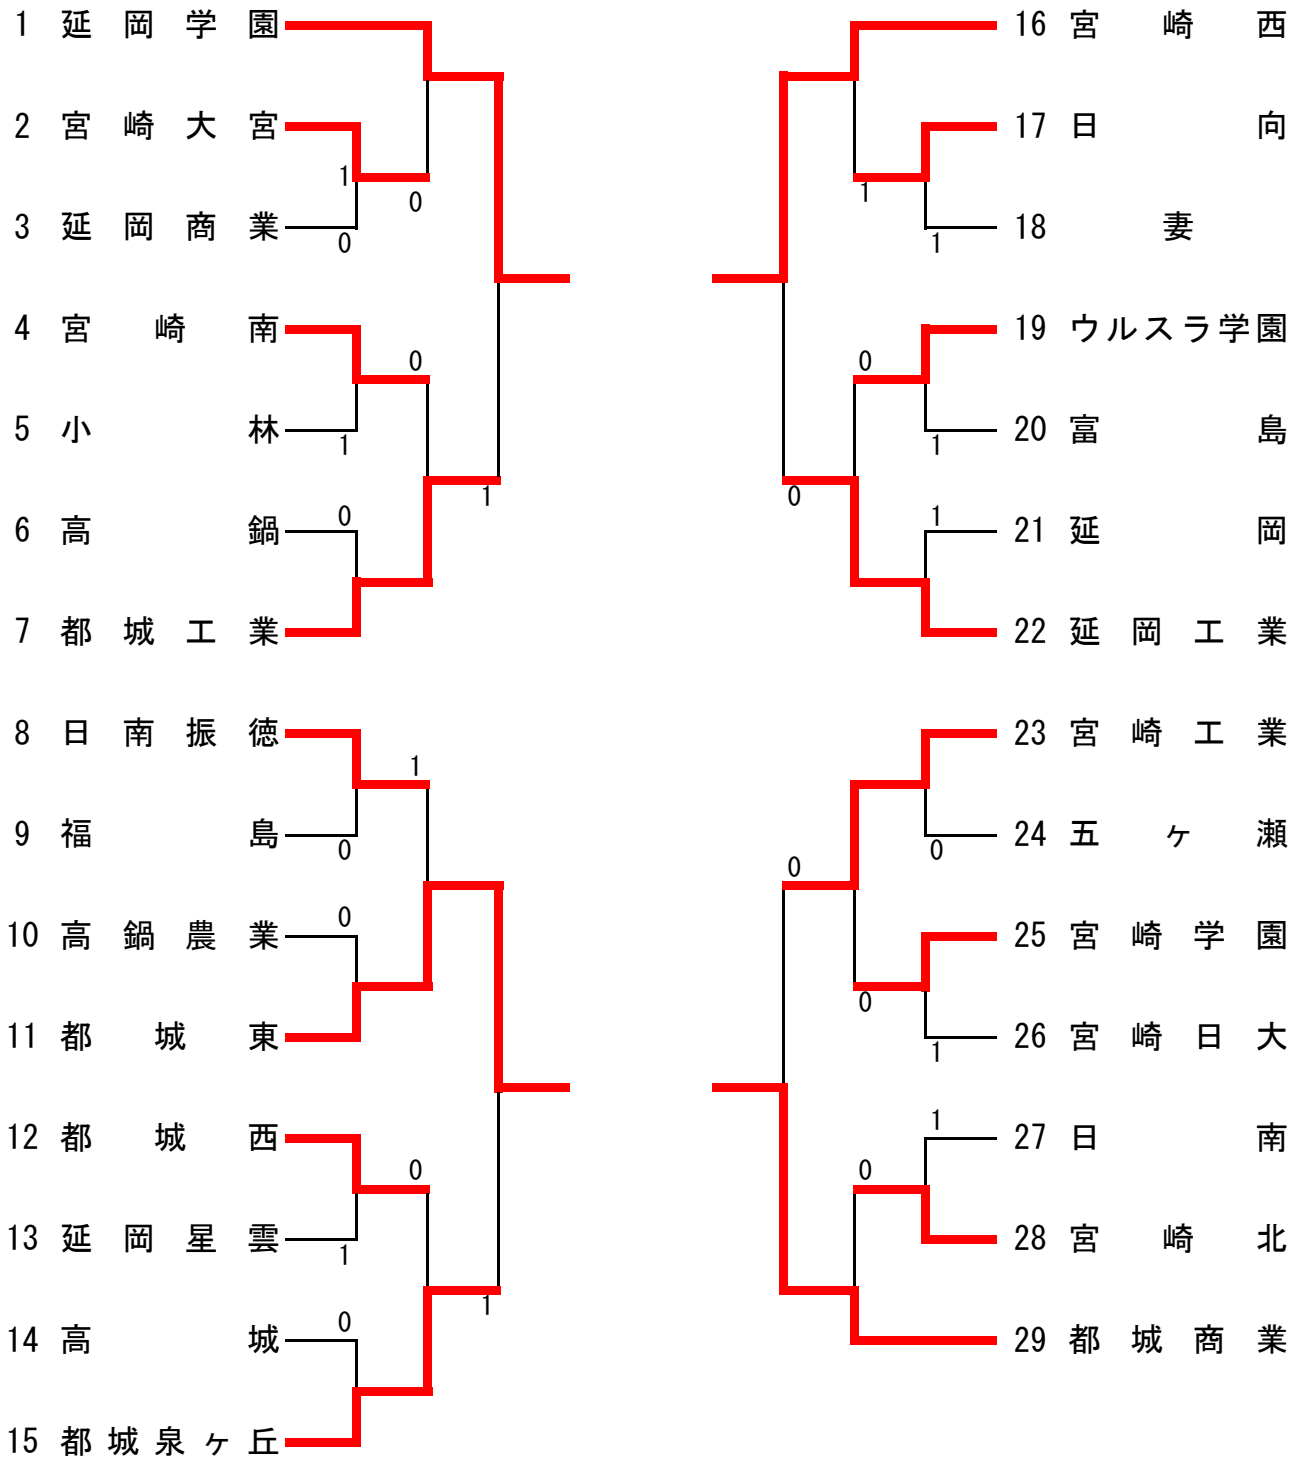 1 延岡学園
2 宮崎大宮
1
0
3 延岡商業
0
4 宮崎南
0
5 小林
1
6 高鍋
0
1
7 都城工業
8 日南振徳
1
9 福島
0
10 高鍋農業
0
11 都城東
12 都城西
0
13 延岡星雲
1
14 高城
0
1
15 都城泉ヶ丘
16 宮崎西
17 日向
1
18 妻
1
19 ウルスラ学園
0
20 富島
1
21 延岡
1
0
22 延岡工業
23 宮崎工業
24 五ヶ瀬
0
0
25 宮崎学園
0
26 宮崎日大
1
27 日南
1
0
28 宮崎北
29 都城商業